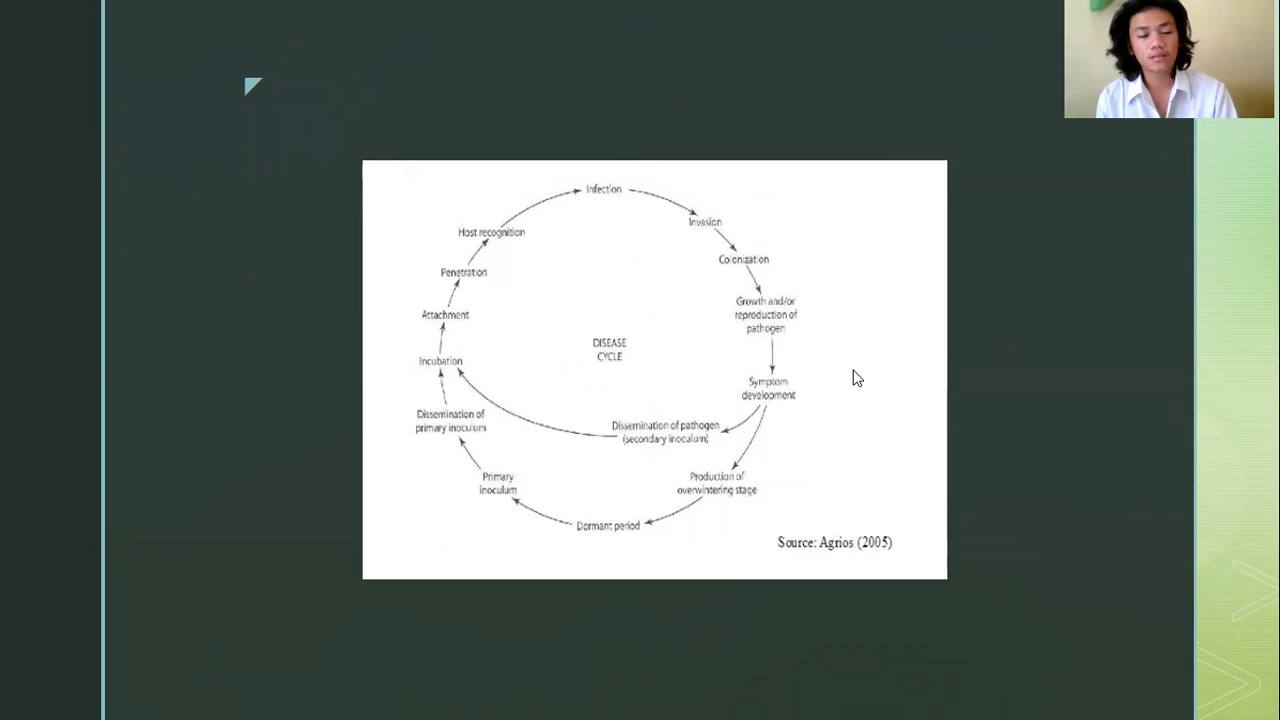 Infection
Invasion
Host recognition
Colonization
Penetration
Growth and/or
reproduction of
pathogen
Attachment
DISEASE
CYCLE
Incubation
Symptom
development
Dissemination of
primary inoculum
Dissemination of pathogen
(secondary inoculum)
Primary
inoculum
Production of
overwintering stage
Dormant period
Source: Agrios (2005)